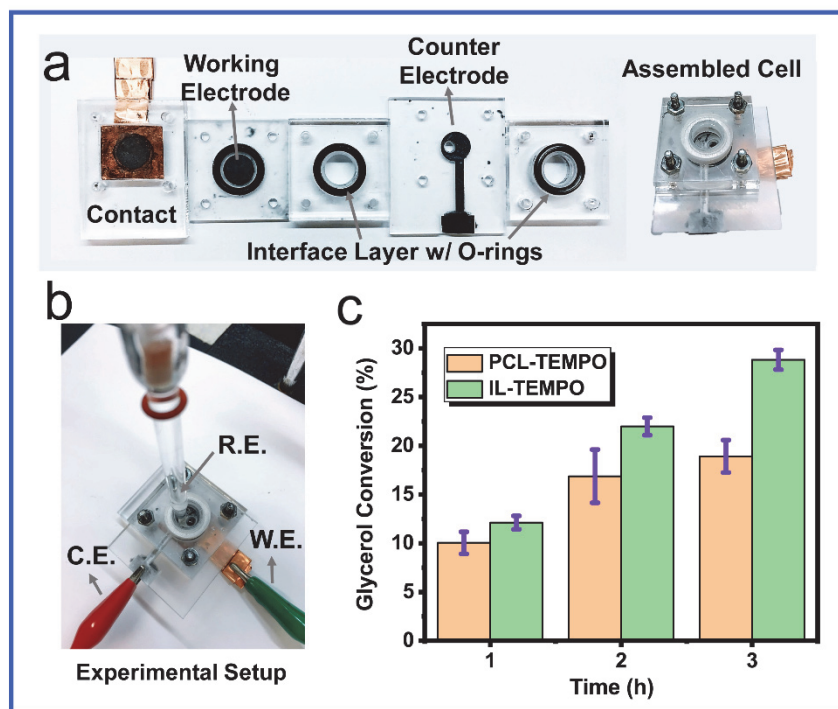 a
Working
Electrode
Counter
Electrode
Assembled Cell
Contact
Interface Layer w/ O-rings
b
R.E.
C.E.
W.E.
Experimental Setup
c
Glycerol Conversion (%)
30
25
20
15
10
5
0
PCL-TEMPO
IL-TEMPO
1
2
3
Time (h)